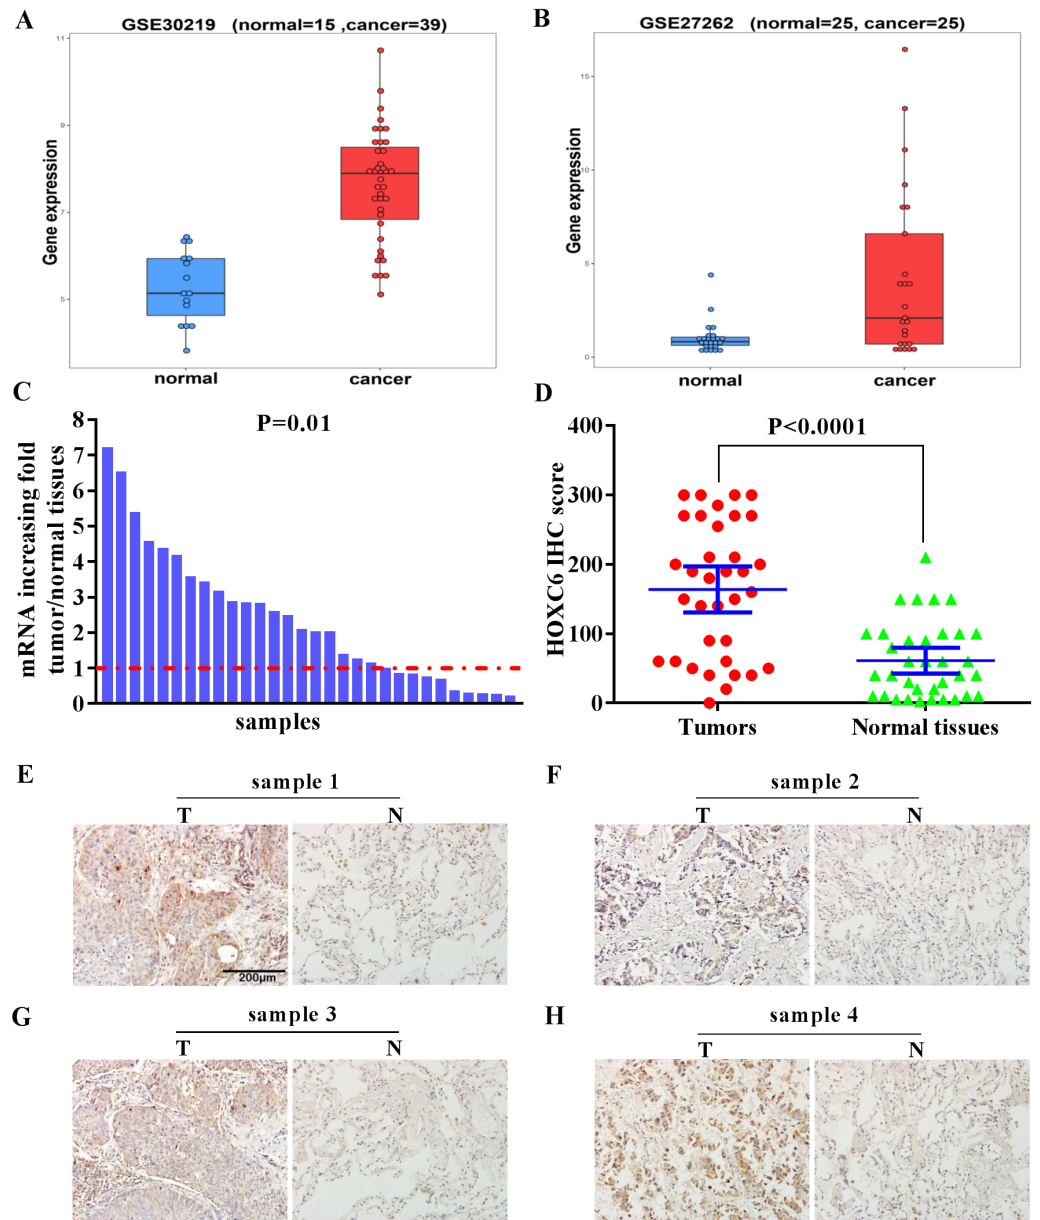 A
GSE30219 (normal=15 ,cancer=39)
Gene expression
11
9
7
5
normal
cancer
B
GSE27262 (normal=25, cancer=25)
Gene expression
15
10
5
0
normal
cancer
C
P=0.01
mRNA increasing fold
tumor/normal tissues
8
7
6
5
4
3
2
1
0
samples
D
P<0.0001
HOXC6 IHC score
400
300
200
100
0
Tumors
Normal tissues
E
sample 1
T
N
200μm
F
sample 2
T
N
G
sample 3
T
N
H
sample 4
T
N